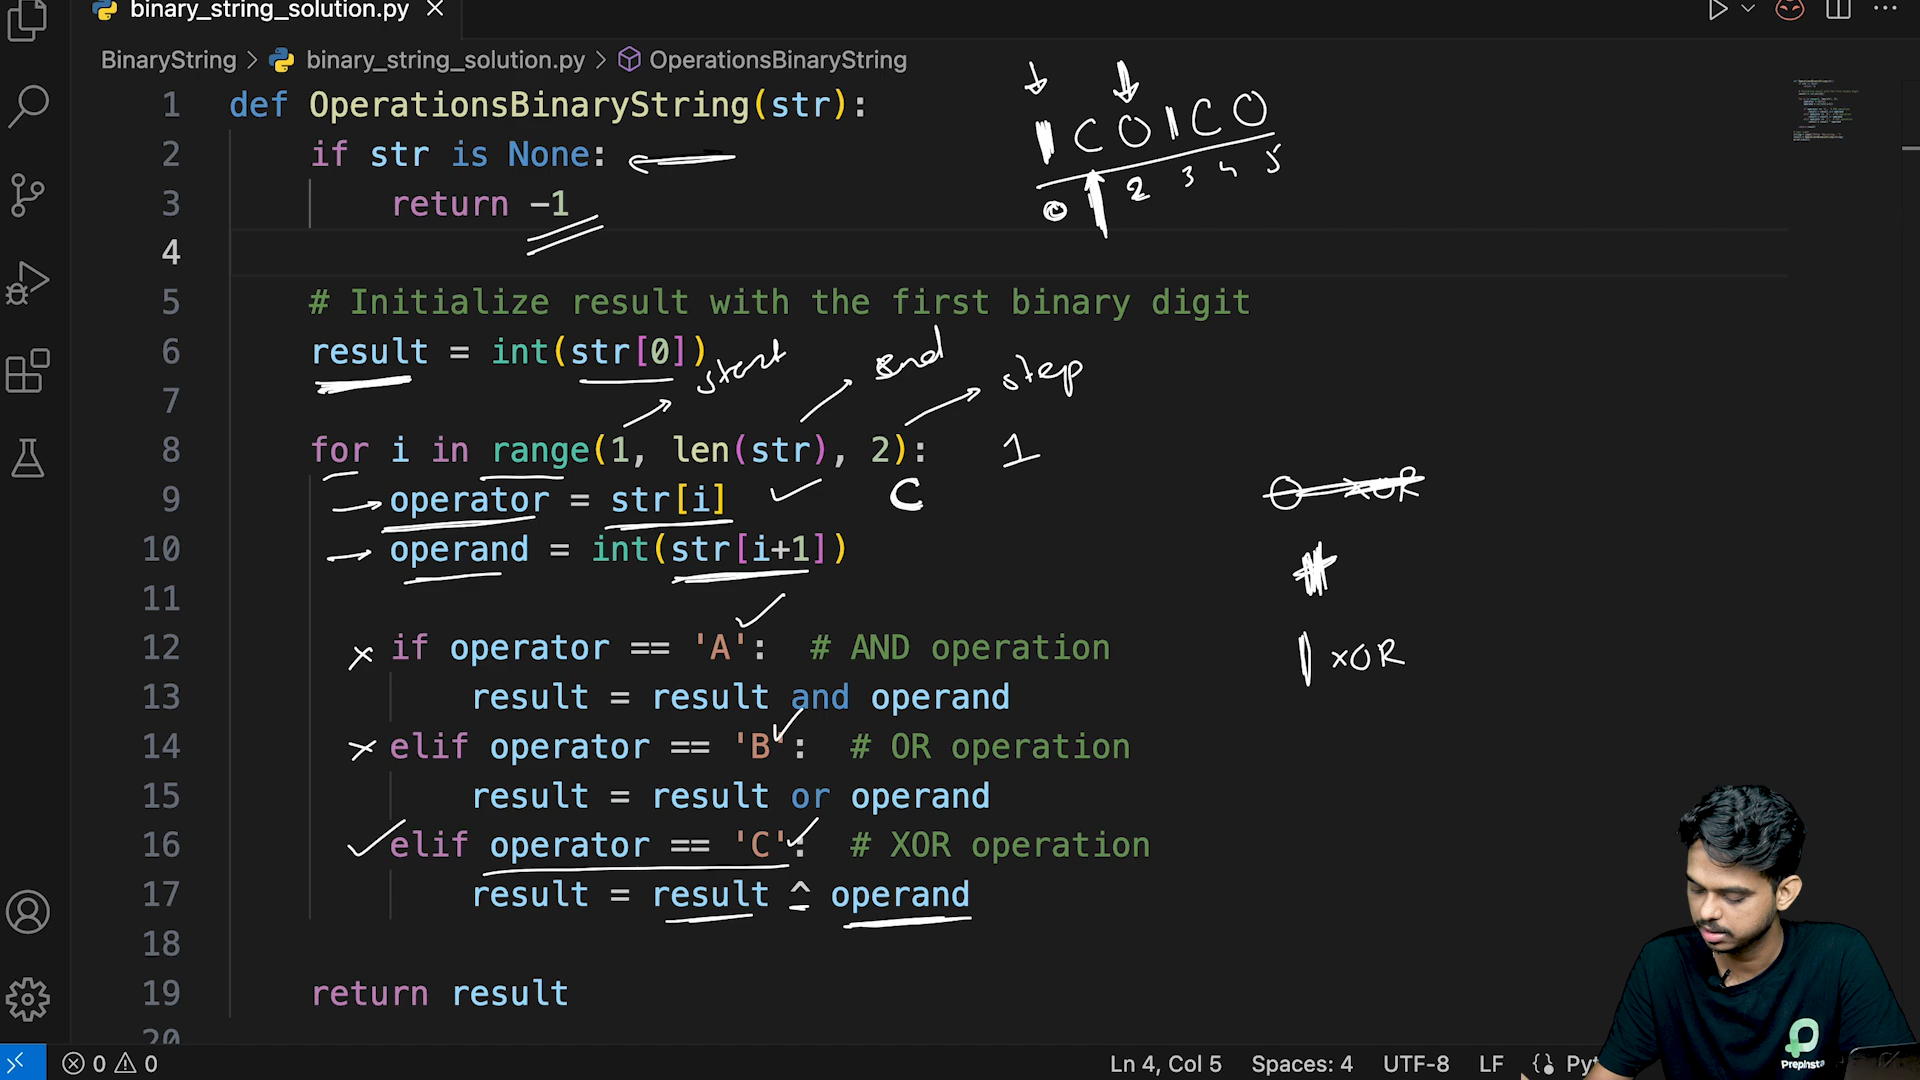 binary_string_solution.py
BinaryString > binary_string_solution.py > OperationsBinaryString
1 def OperationsBinaryString(str):
2 if str is None:
3 return -1
4
5 # Initialize result with the first binary digit
6 result = int(str[0])
7
8 for i in range(1, len(str), 2):
9 operator = str[i]
10 operand = int(str[i+1])
11
12 if operator == 'A': # AND operation
13 result = result and operand
14 elif operator == 'B': # OR operation
15 result = result or operand
16 elif operator == 'C': # XOR operation
17 result = result ^ operand
18
19 return result
20
1C01C0
0 2 3 4 5
start end step
1
C
0 XOR
1 XOR
0 0
Ln 4, Col 5 Spaces: 4 UTF-8 LF
PrepInsta